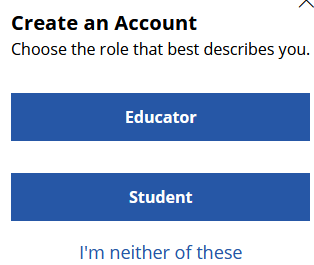 Create an Account
Choose the role that best describes you.
Educator
Student
I'm neither of these